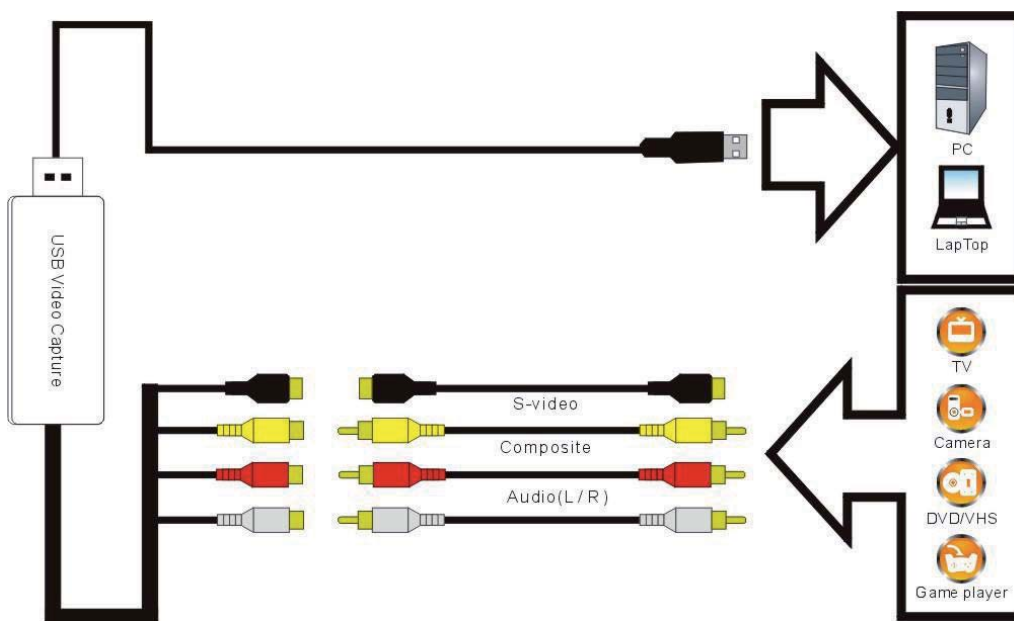 PC
LapTop
USB Video Capture
TV
S-video
Camera
Composite
Audio(L / R)
DVD/VHS
Game player